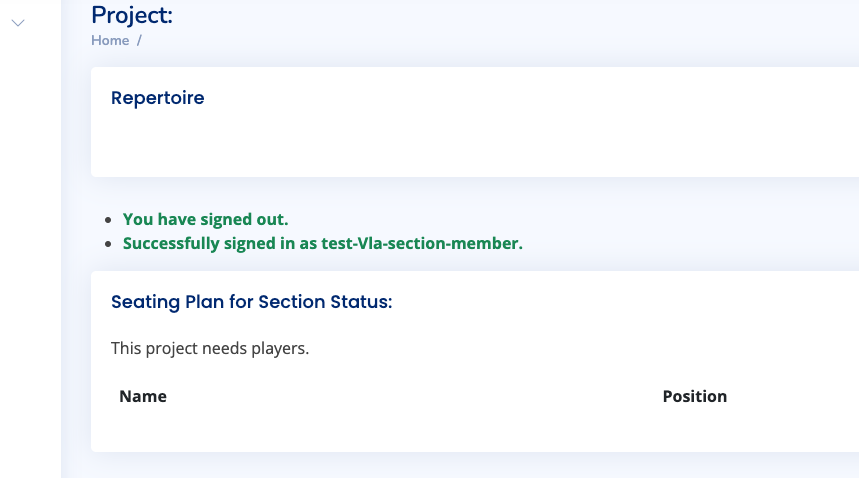 Project:
Home /
Repertoire
You have signed out.
Successfully signed in as test-Vla-section-member.
Seating Plan for Section Status:
This project needs players.
Name Position